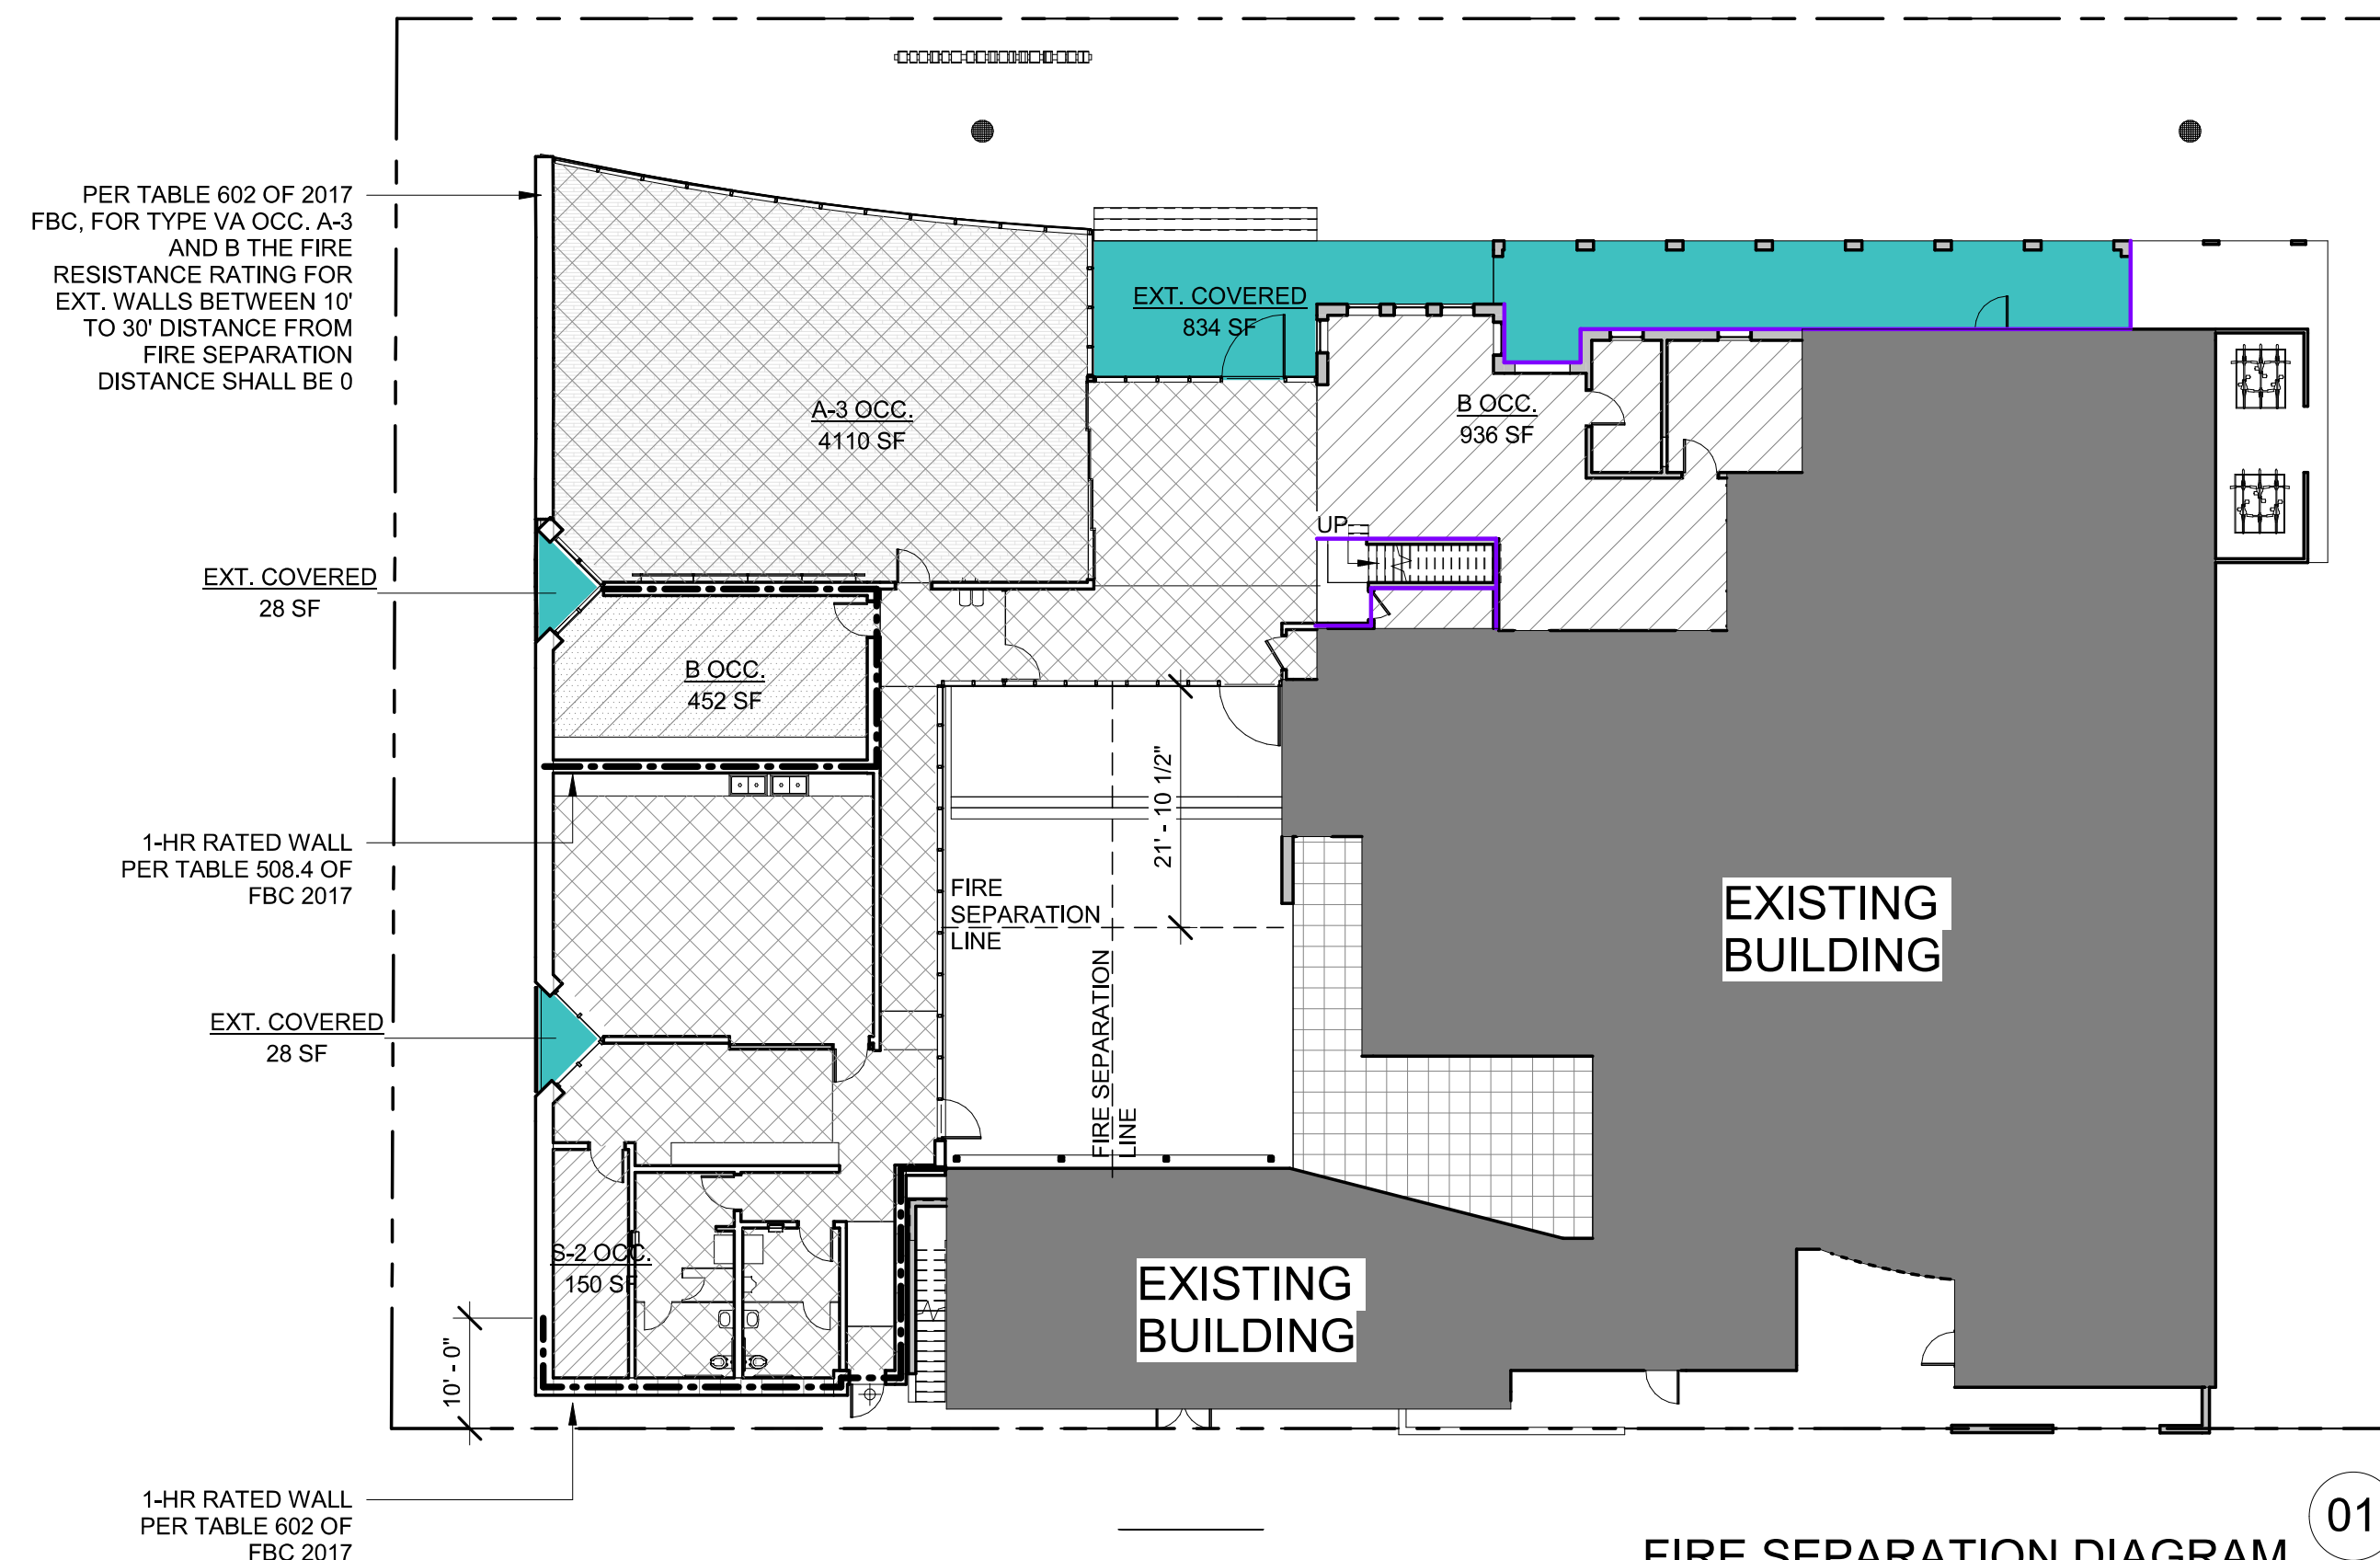 PER TABLE 602 OF 2017
FBC, FOR TYPE VA OCC. A-3
AND B THE FIRE
RESISTANCE RATING FOR
EXT. WALLS BETWEEN 10'
TO 30' DISTANCE FROM
FIRE SEPARATION
DISTANCE SHALL BE 0
EXT. COVERED
834 SF
A-3 OCC.
4110 SF
B OCC.
936 SF
UP
EXT. COVERED
28 SF
B OCC.
452 SF
21' - 10 1/2"
1-HR RATED WALL
PER TABLE 508.4 OF
FBC 2017
FIRE
SEPARATION
LINE
EXISTING
BUILDING
FIRE SEPARATION
LINE
EXT. COVERED
28 SF
S-2 OCC.
150 SF
EXISTING
BUILDING
10' - 0"
1-HR RATED WALL
PER TABLE 602 OF
FBC 2017
01
FIRE SEPARATION DIAGRAM